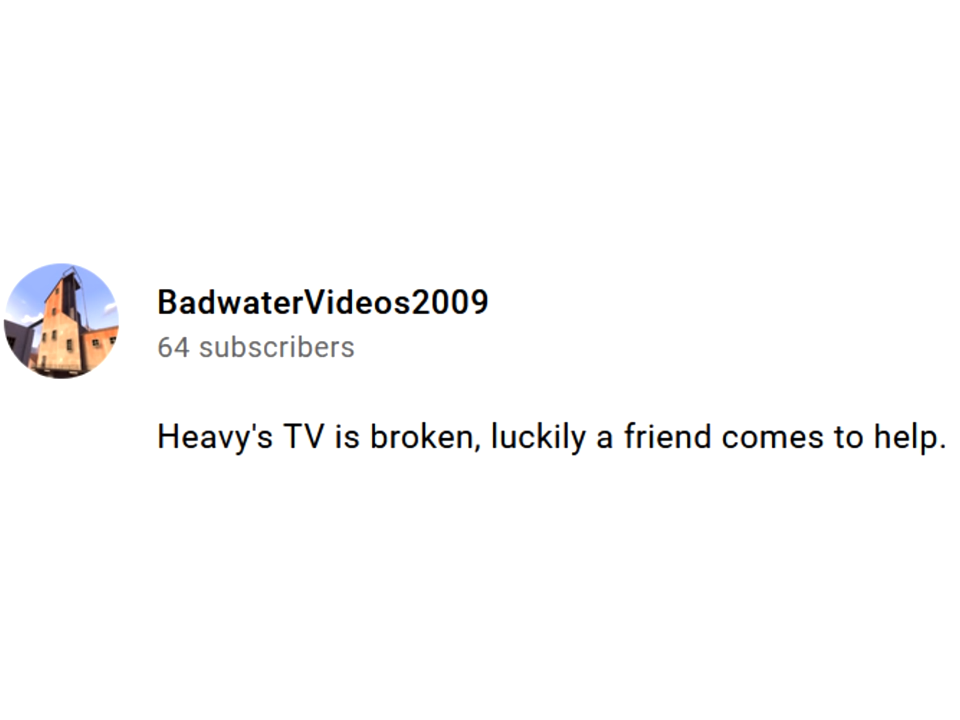 BadwaterVideos2009
64 subscribers
Heavy's TV is broken, luckily a friend comes to help.